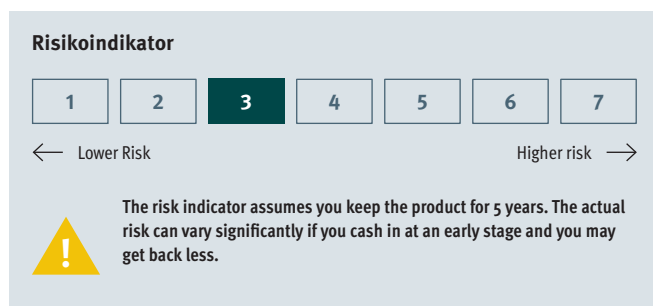 Risikoindikator
1 2 3 4 5 6 7
Lower Risk Higher risk
The risk indicator assumes you keep the product for 5 years. The actual
risk can vary significantly if you cash in at an early stage and you may
get back less.